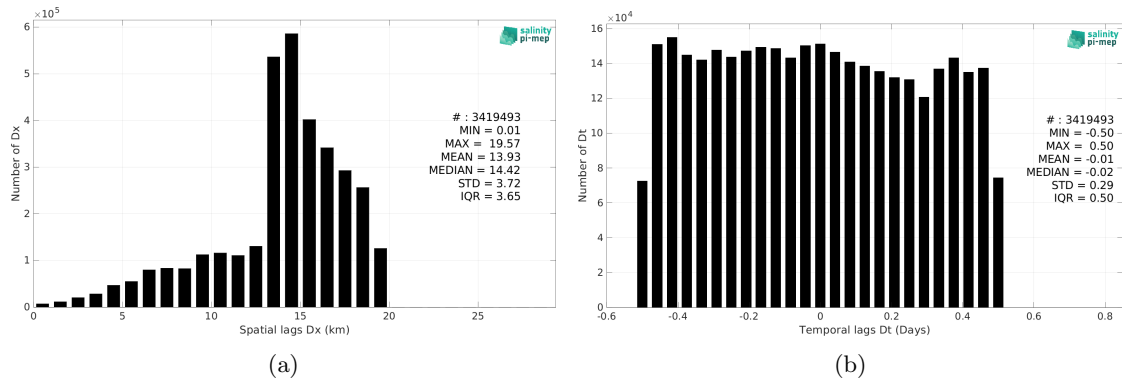 ×10⁵
6
5
4
3
2
1
0
Number of Dx
0
5
10
15
20
25
Spatial lags Dx (km)
salinity
pi-mep
# : 3419493
MIN = 0.01
MAX = 19.57
MEAN = 13.93
MEDIAN = 14.42
STD = 3.72
IQR = 3.65
(a)
×10⁴
16
14
12
10
8
6
4
2
0
Number of Dt
-0.6
-0.4
-0.2
0
0.2
0.4
0.6
0.8
Temporal lags Dt (Days)
salinity
pi-mep
# : 3419493
MIN = -0.50
MAX = 0.50
MEAN = -0.01
MEDIAN = -0.02
STD = 0.29
IQR = 0.50
(b)